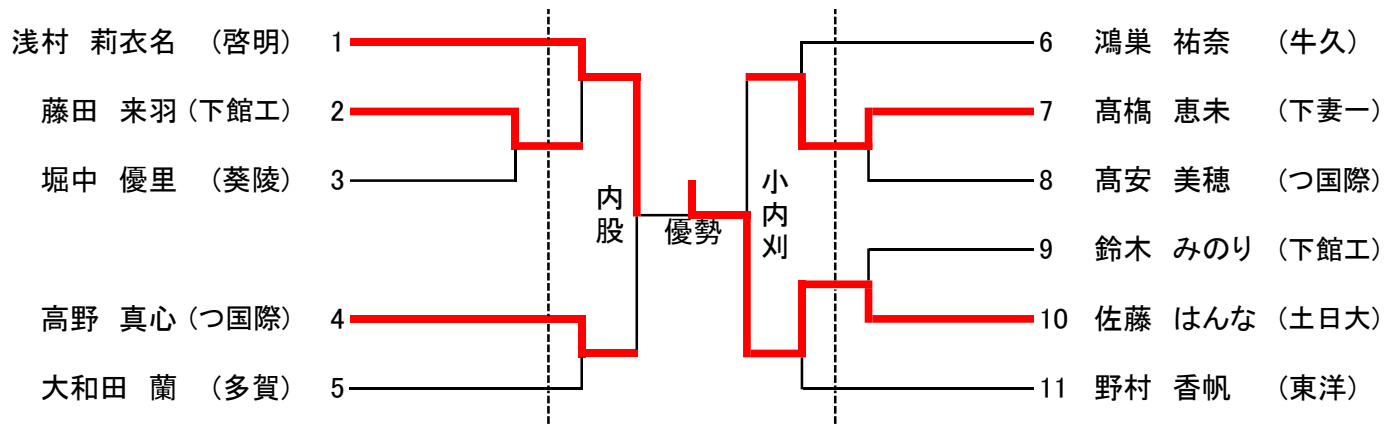 浅村 莉衣名 (啓明) 1
藤田 来羽 (下館工) 2
堀中 優里 (葵陵) 3
高野 真心 (つ国際) 4
大和田 蘭 (多賀) 5
内股
優勢
小内刈
6 鴻巣 祐奈 (牛久)
7 髙橋 恵未 (下妻一)
8 髙安 美穂 (つ国際)
9 鈴木 みのり (下館工)
10 佐藤 はんな (土日大)
11 野村 香帆 (東洋)